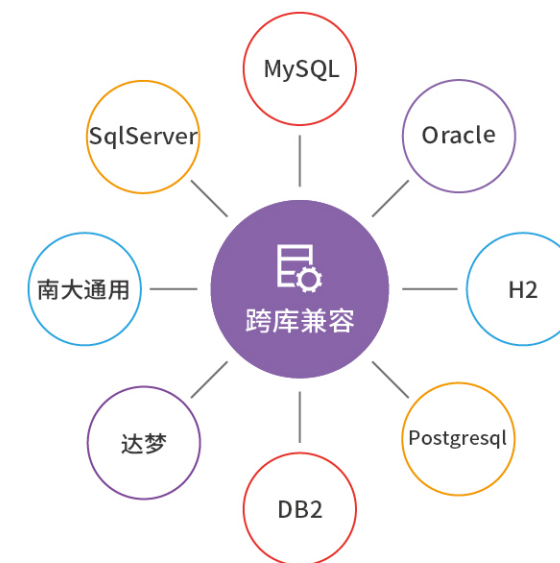 MySQL
SqlServer
Oracle
南大通用
跨库兼容
H2
达梦
Postgresql
DB2